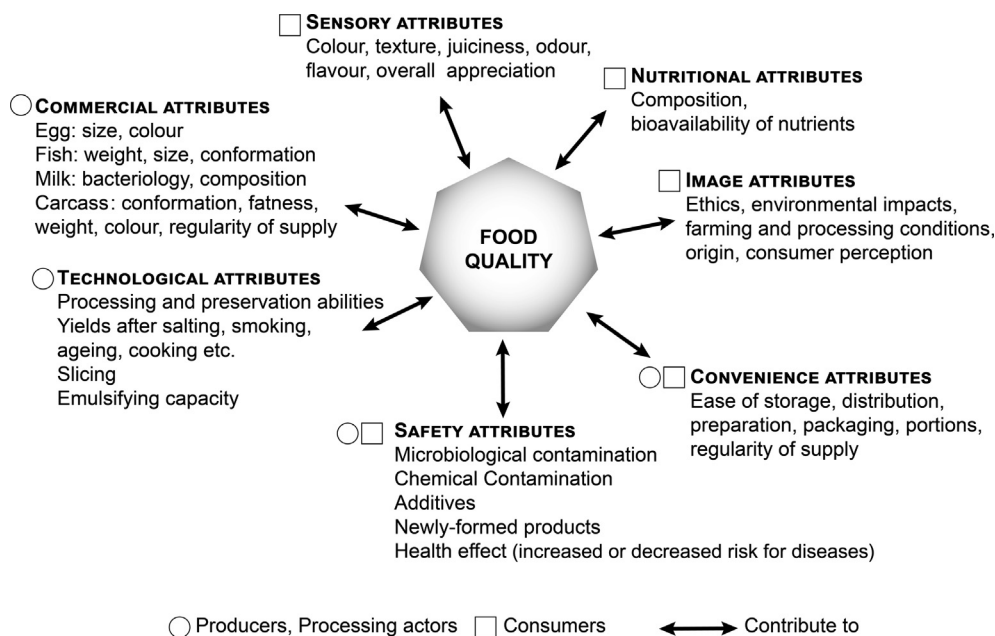 SENSORY ATTRIBUTES
Colour, texture, juiciness, odour,
flavour, overall appreciation
NUTRITIONAL ATTRIBUTES
Composition,
bioavailability of nutrients
COMMERCIAL ATTRIBUTES
Egg: size, colour
Fish: weight, size, conformation
Milk: bacteriology, composition
Carcass: conformation, fatness,
weight, colour, regularity of supply
IMAGE ATTRIBUTES
Ethics, environmental impacts,
farming and processing conditions,
origin, consumer perception
FOOD
QUALITY
TECHNOLOGICAL ATTRIBUTES
Processing and preservation abilities
Yields after salting, smoking,
ageing, cooking etc.
Slicing
Emulsifying capacity
CONVENIENCE ATTRIBUTES
Ease of storage, distribution,
preparation, packaging, portions,
regularity of supply
SAFETY ATTRIBUTES
Microbiological contamination
Chemical Contamination
Additives
Newly-formed products
Health effect (increased or decreased risk for diseases)
Producers, Processing actors
Consumers
Contribute to